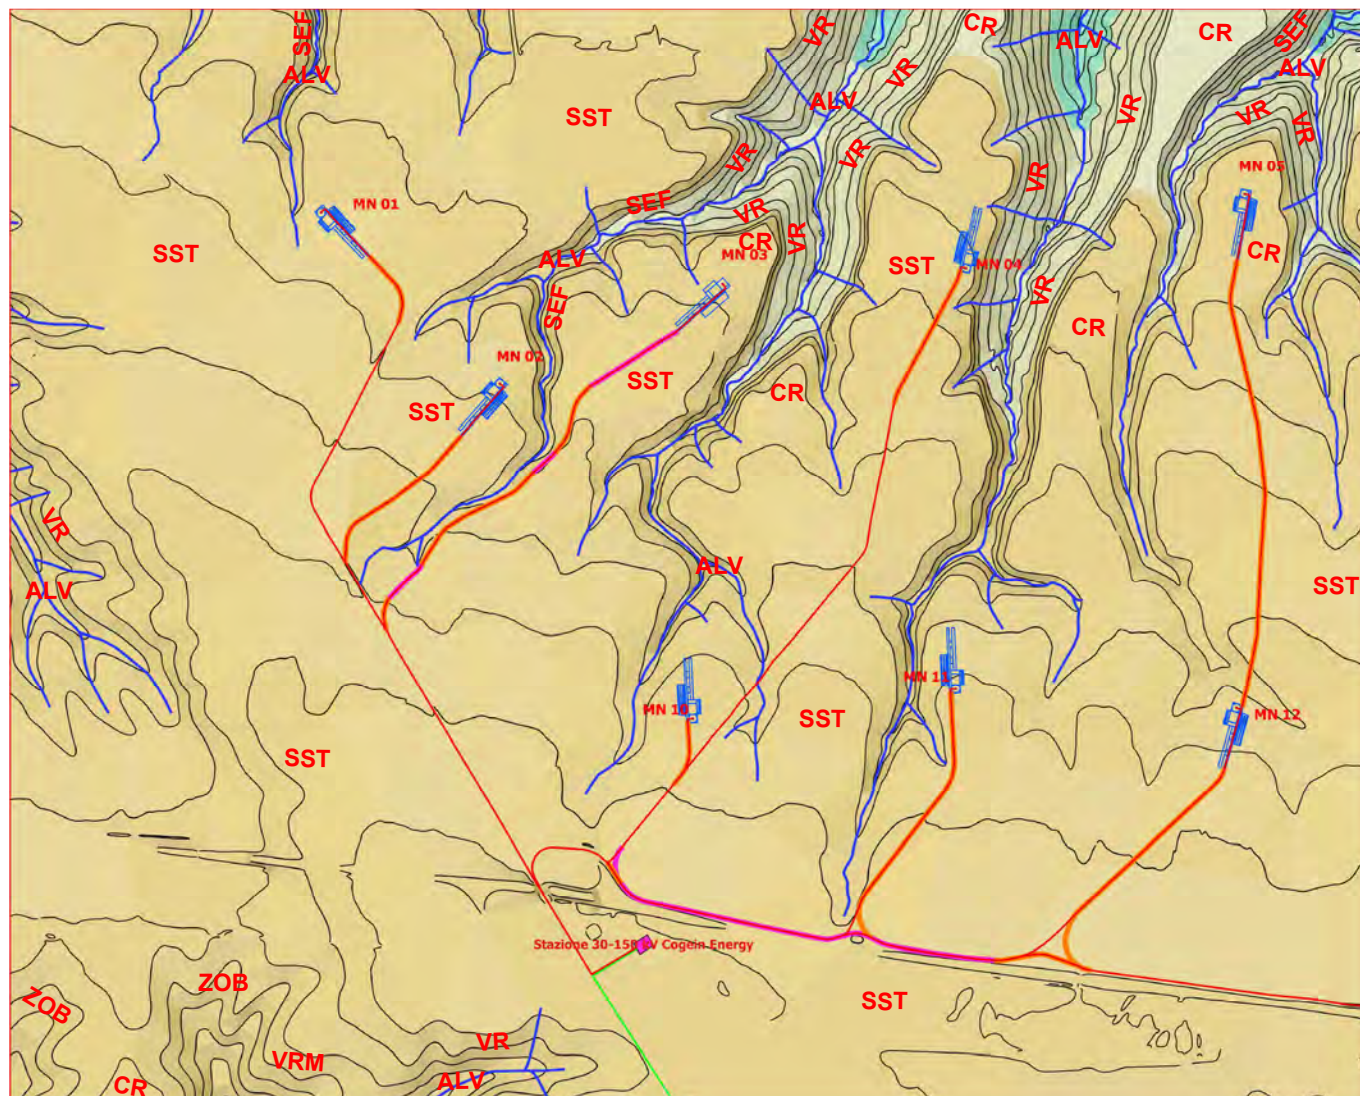 SEF
VR
CR
ALV
CR
SEF
ALV
VR
ALV
SST
ALV
VR
VR
VR
VR
VR
VR
MN 05
MN 01
SEF
VR
SST
CR
VR
CR
MN 03
ALV
SST
MN 04
SEF
VR
CR
MN 02
SST
SST
CR
VR
ALV
ALV
SST
MN 10
MN 11
SST
MN 12
SST
Stazione 30-150 kV Cogein Energy
ZOB
ZOB
SST
VR
VRM
ALV
CR